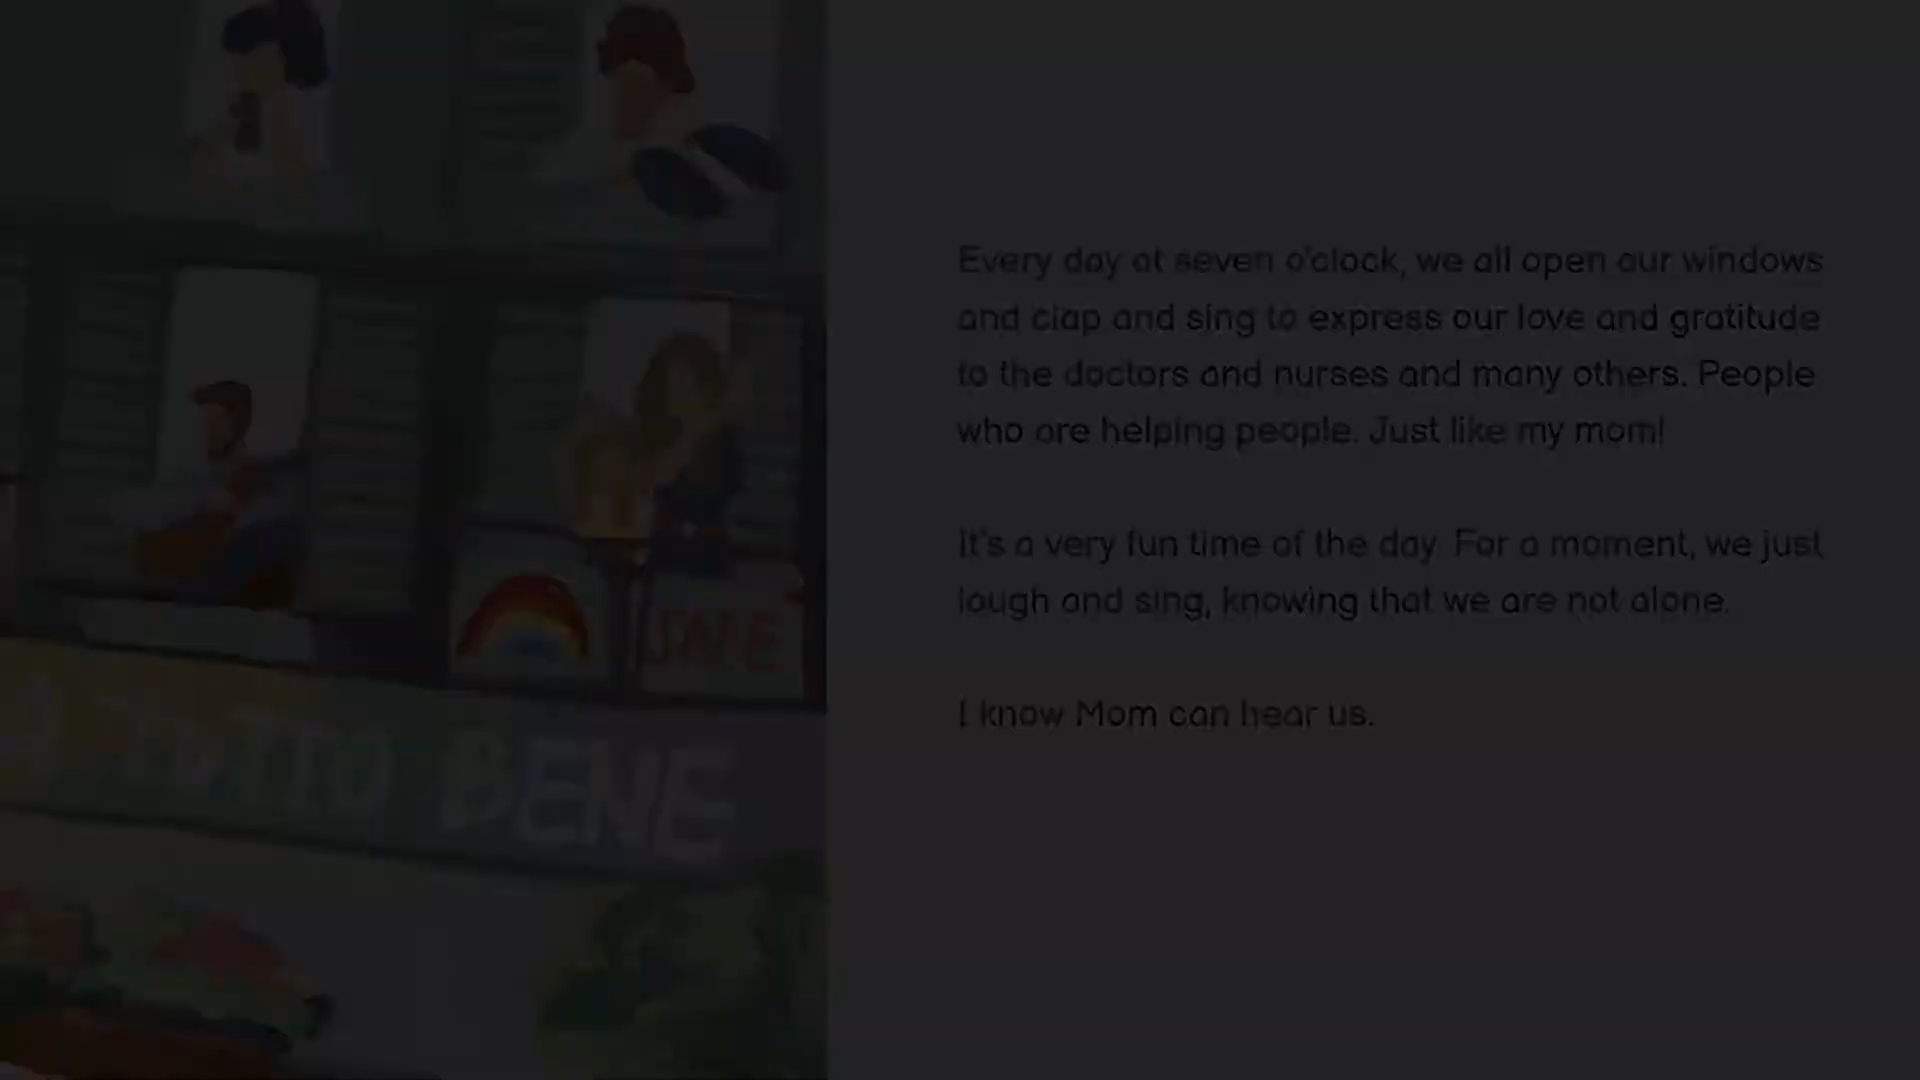 Every day at seven o'clock, we all open our windows
and clap and sing to express our love and gratitude
to the doctors and nurses and many others. People
who are helping people. Just like my mom!
It's a very fun time of the day. For a moment, we just
laugh and sing, knowing that we are not alone.
I know Mom can hear us.
SAFE
TUTTO BENE